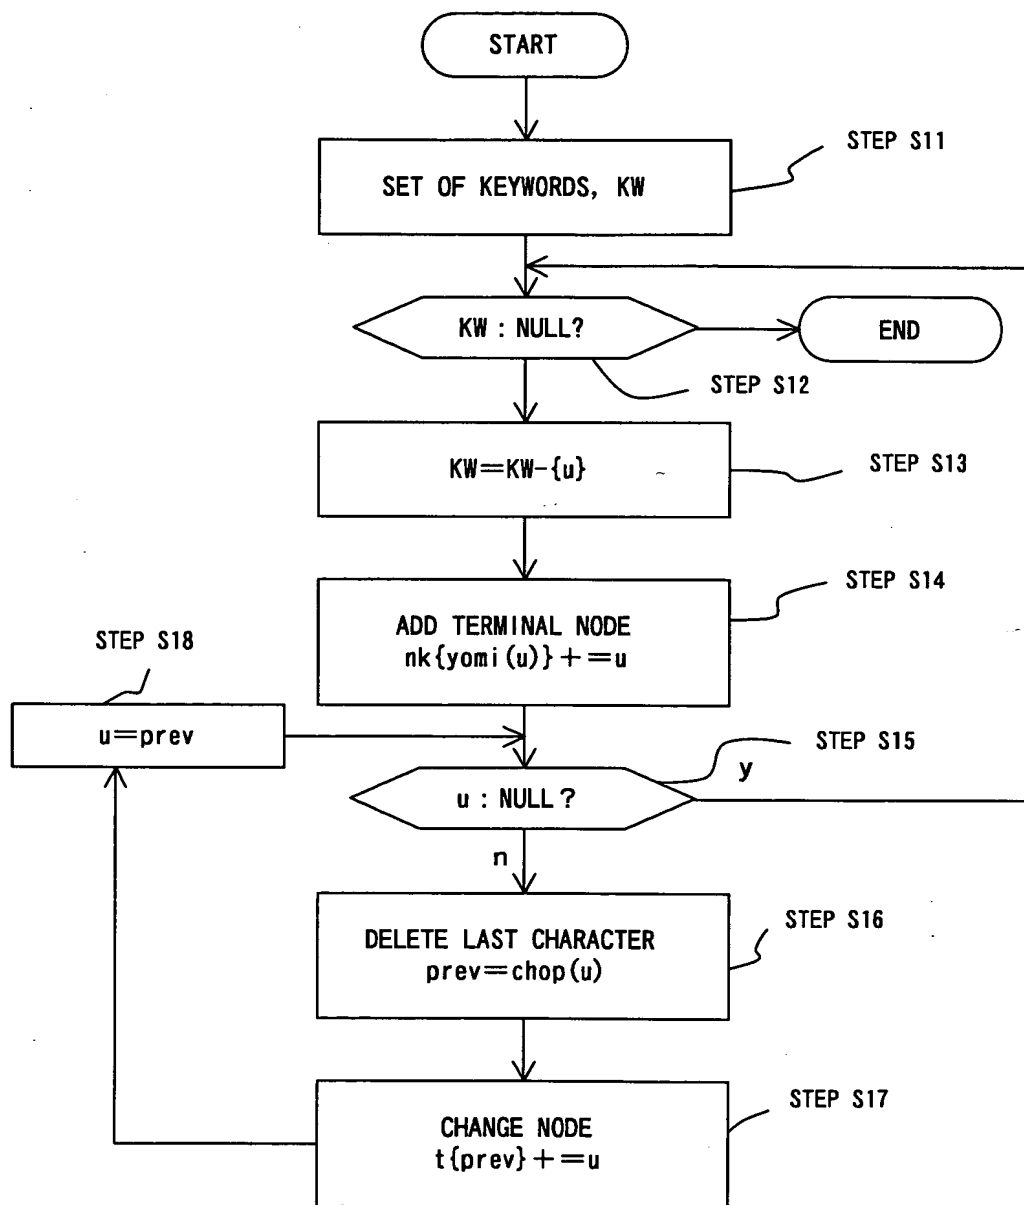 START
STEP S11
SET OF KEYWORDS, KW
KW : NULL?
END
STEP S12
KW=KW-{u}
STEP S13
STEP S14
ADD TERMINAL NODE
nk{yomi(u)}+=u
STEP S18
u=prev
STEP S15
y
u : NULL?
n
STEP S16
DELETE LAST CHARACTER
prev=chop(u)
STEP S17
CHANGE NODE
t{prev}+=u